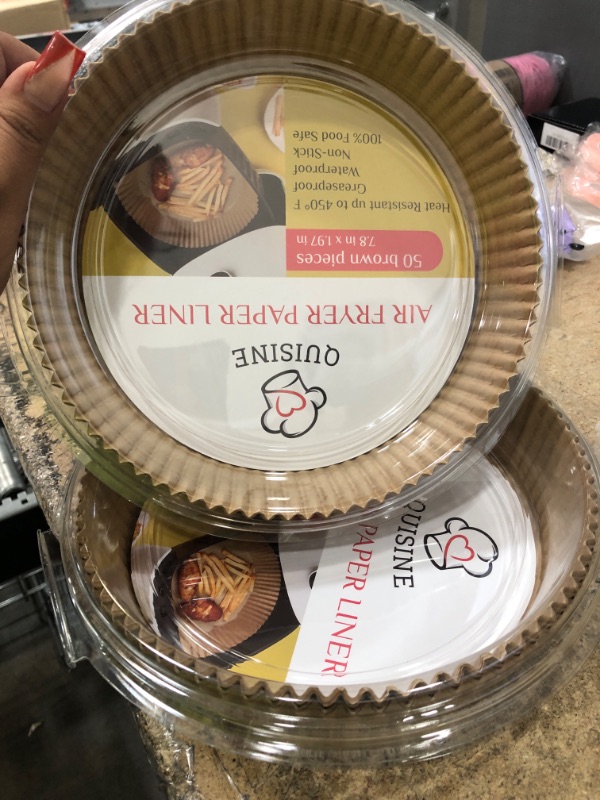 QUISINE
AIR FRYER PAPER LINER
50 brown pieces
7.8 in x 1.97 in
Heat Resistant up to 450° F
Greaseproof
Waterproof
Non-Stick
100% Food Safe
QUISINE
PAPER LINER